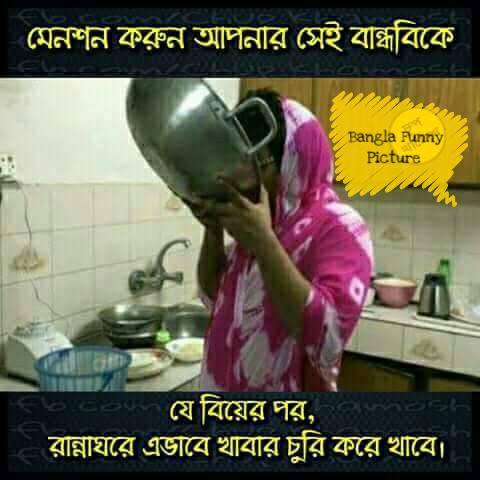 মেনশন করুন আপনার সেই বান্ধবিকে
Bangla Funny
Picture
যে বিয়ের পর,
রান্নাঘরে এভাবে খাবার চুরি করে খাবে।